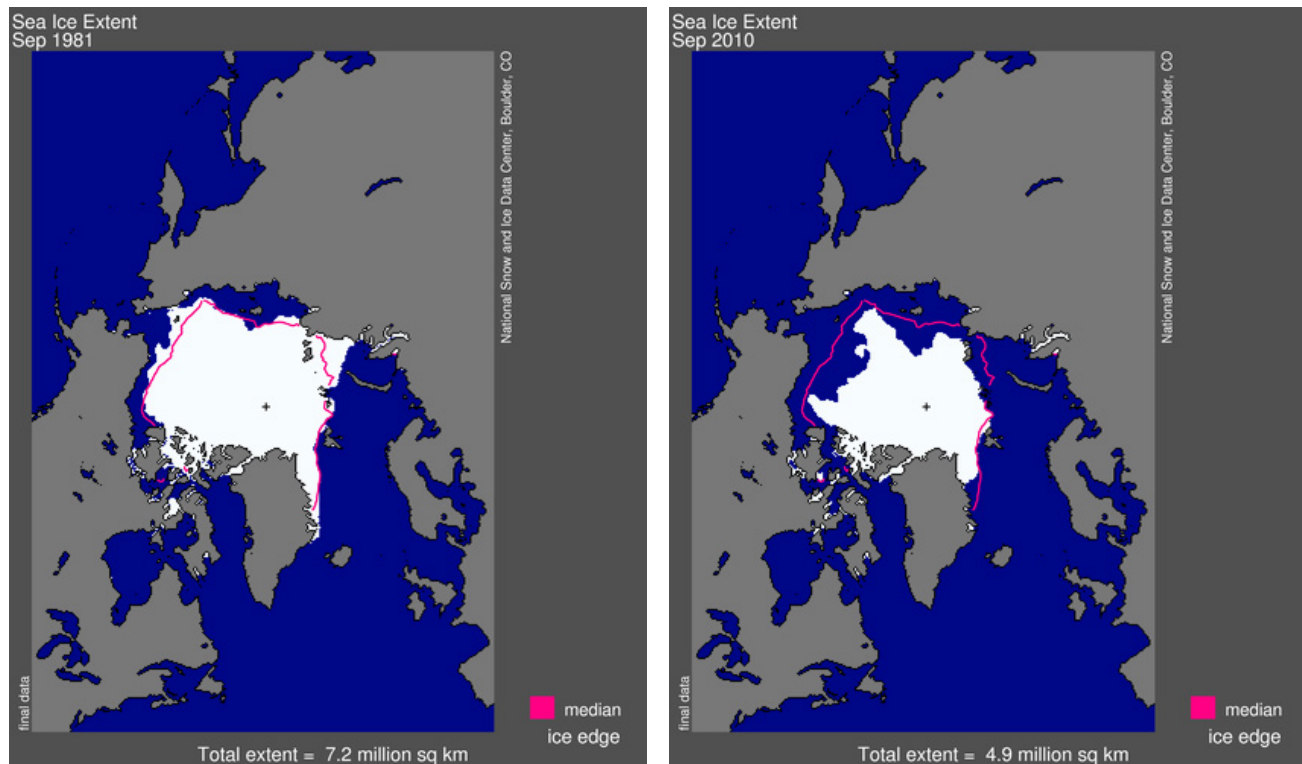 Sea Ice Extent
Sep 1981
National Snow and Ice Data Center, Boulder, CO
final data
median
ice edge
Total extent = 7.2 million sq km
Sea Ice Extent
Sep 2010
National Snow and Ice Data Center, Boulder, CO
final data
median
ice edge
Total extent = 4.9 million sq km